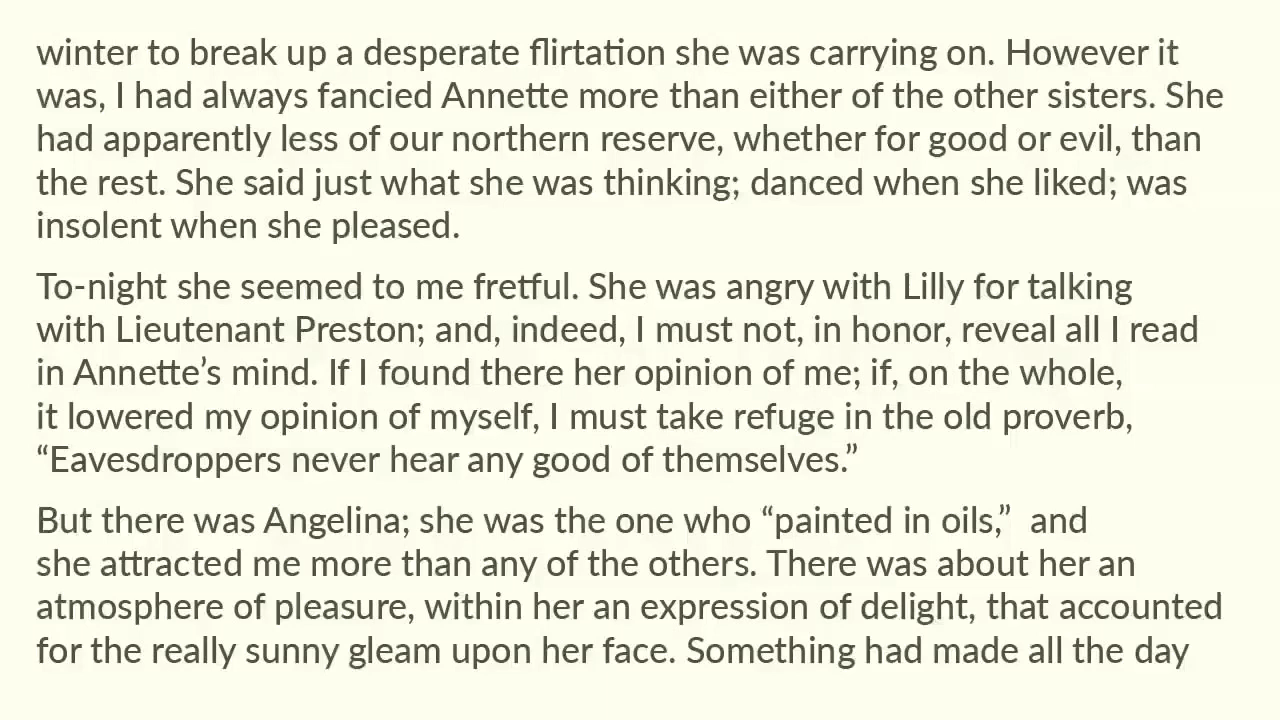 winter to break up a desperate flirtation she was carrying on. However it
was, I had always fancied Annette more than either of the other sisters. She
had apparently less of our northern reserve, whether for good or evil, than
the rest. She said just what she was thinking; danced when she liked; was
insolent when she pleased.
To-night she seemed to me fretful. She was angry with Lilly for talking
with Lieutenant Preston; and, indeed, I must not, in honor, reveal all I read
in Annette’s mind. If I found there her opinion of me; if, on the whole,
it lowered my opinion of myself, I must take refuge in the old proverb,
“Eavesdroppers never hear any good of themselves.”
But there was Angelina; she was the one who “painted in oils,”  and
she attracted me more than any of the others. There was about her an
atmosphere of pleasure, within her an expression of delight, that accounted
for the really sunny gleam upon her face. Something had made all the day